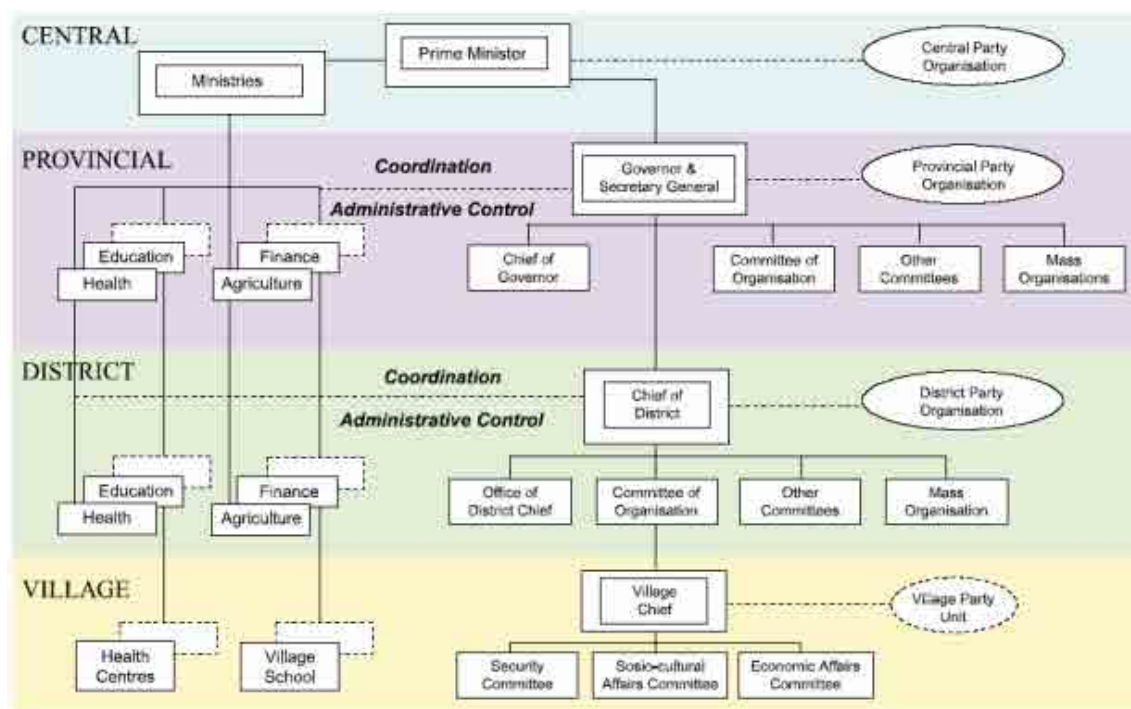 CENTRAL
Ministries
Prime Minister
Central Party
Organisation
PROVINCIAL
Coordination
Administrative Control
Governor &
Secretary General
Provincial Party
Organisation
Education
Health
Finance
Agriculture
Chief of
Governor
Committee of
Organisation
Other
Committees
Mass
Organisations
DISTRICT
Coordination
Administrative Control
Chief of
District
District Party
Organisation
Education
Health
Finance
Agriculture
Office of
District Chief
Committee of
Organisation
Other
Committees
Mass
Organisation
VILLAGE
Village
Chief
Village Party
Unit
Health
Centres
Village
School
Security
Committee
Sosio-cultural
Affairs Committee
Economic Affairs
Committee